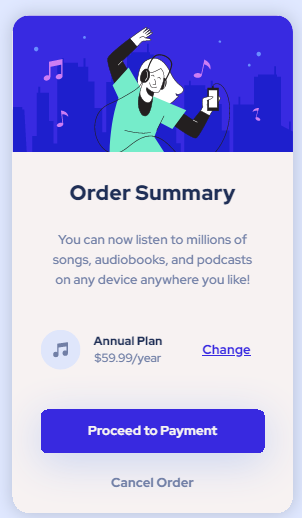 Order Summary
You can now listen to millions of
songs, audiobooks, and podcasts
on any device anywhere you like!
Annual Plan
$59.99/year
Change
Proceed to Payment
Cancel Order